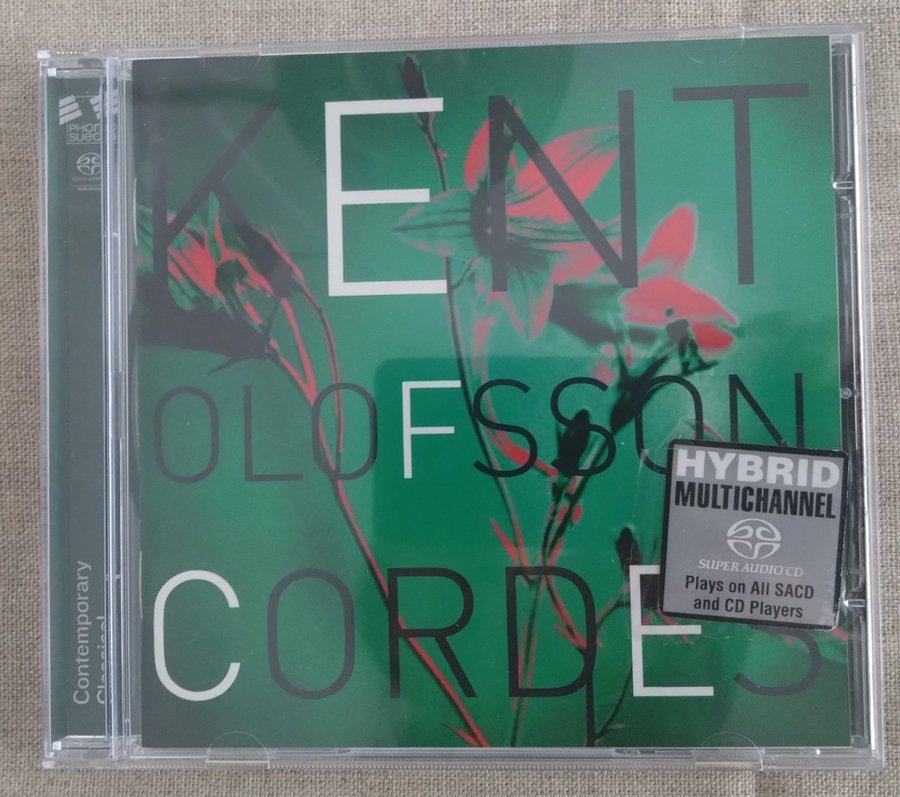 KENT
OLOFSSON
CORDES
HYBRID
MULTICHANNEL
SUPER AUDIO CD
Plays on All SACD
and CD Players
Contemporary
Classical